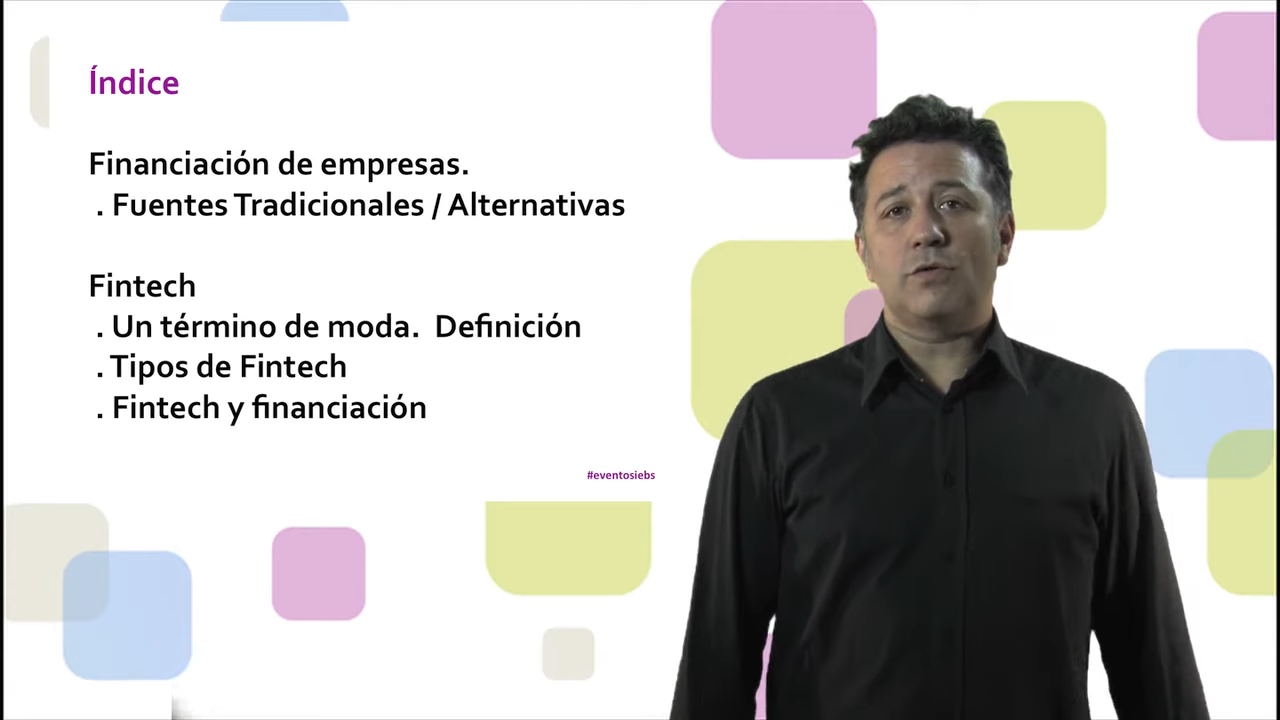 Índice
Financiación de empresas.
. Fuentes Tradicionales / Alternativas
Fintech
. Un término de moda. Definición
. Tipos de Fintech
. Fintech y financiación
#eventosiebs